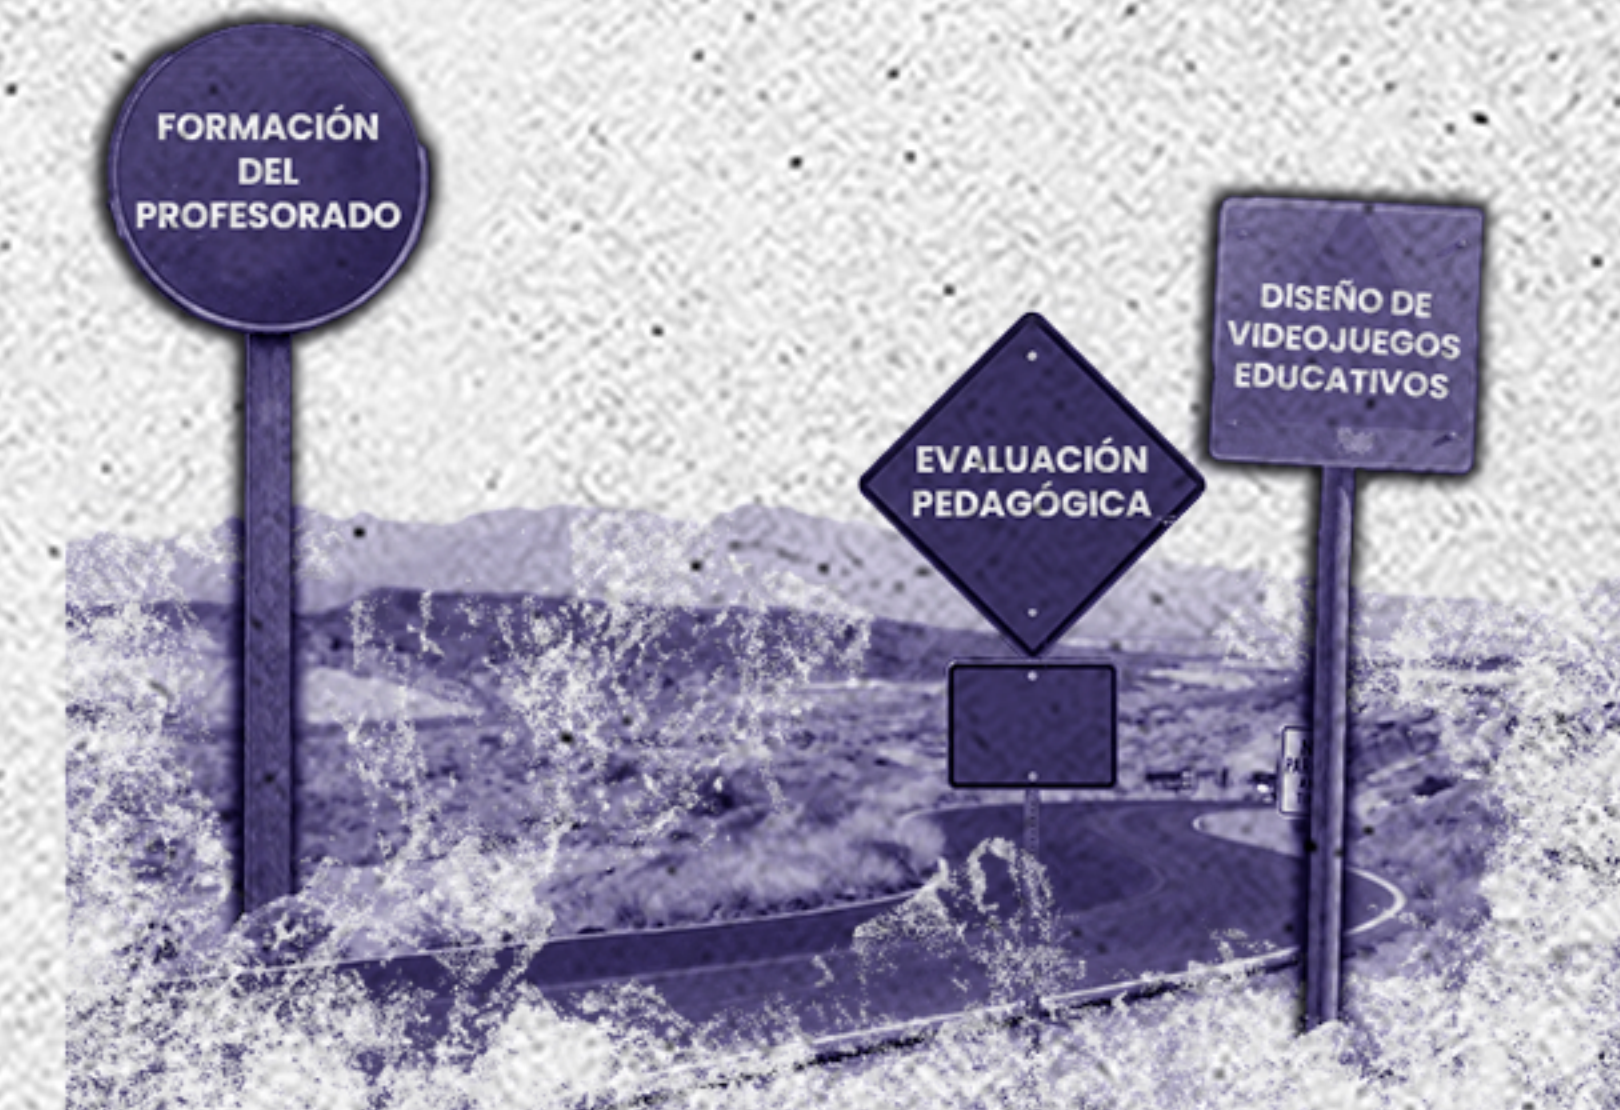 FORMACIÓN
DEL
PROFESORADO
EVALUACIÓN
PEDAGÓGICA
DISEÑO DE
VIDEOJUEGOS
EDUCATIVOS